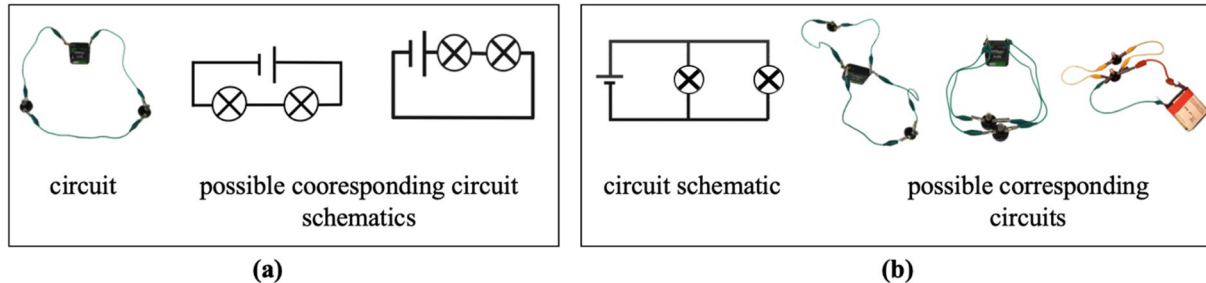 circuit
possible cooresponding circuit
schematics
circuit schematic
possible corresponding
circuits
(a)
(b)